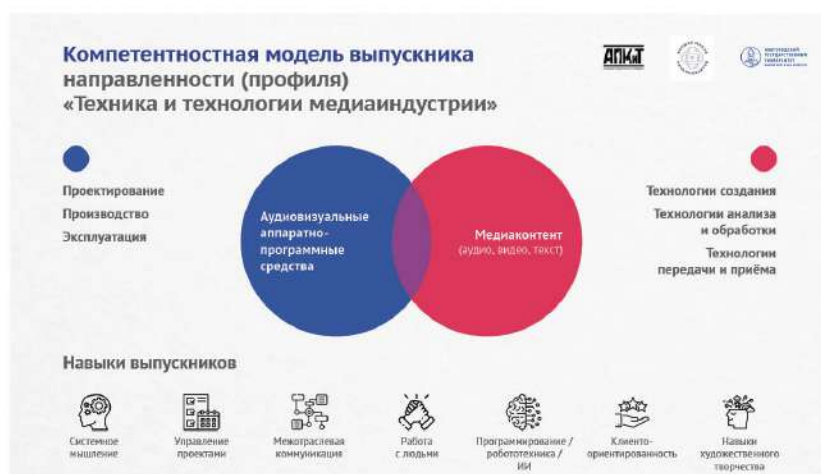 Компетентностная модель выпускника
направленности (профиля)
«Техника и технологии медиаиндустрии»
АПКиТ
Проектирование
Производство
Эксплуатация
Аудиовизуальные
аппаратно-
программные
средства
Медиаконтент
(аудио, видео, текст)
Технологии создания
Технологии анализа
и обработки
Технологии
передачи и приёма
Навыки выпускников
Системное
мышление
Управление
проектами
Межотраслевая
коммуникация
Работа
с людьми
Программирование /
робототехника /
ИИ
Клиенто-
ориентированность
Навыки
художественного
творчества